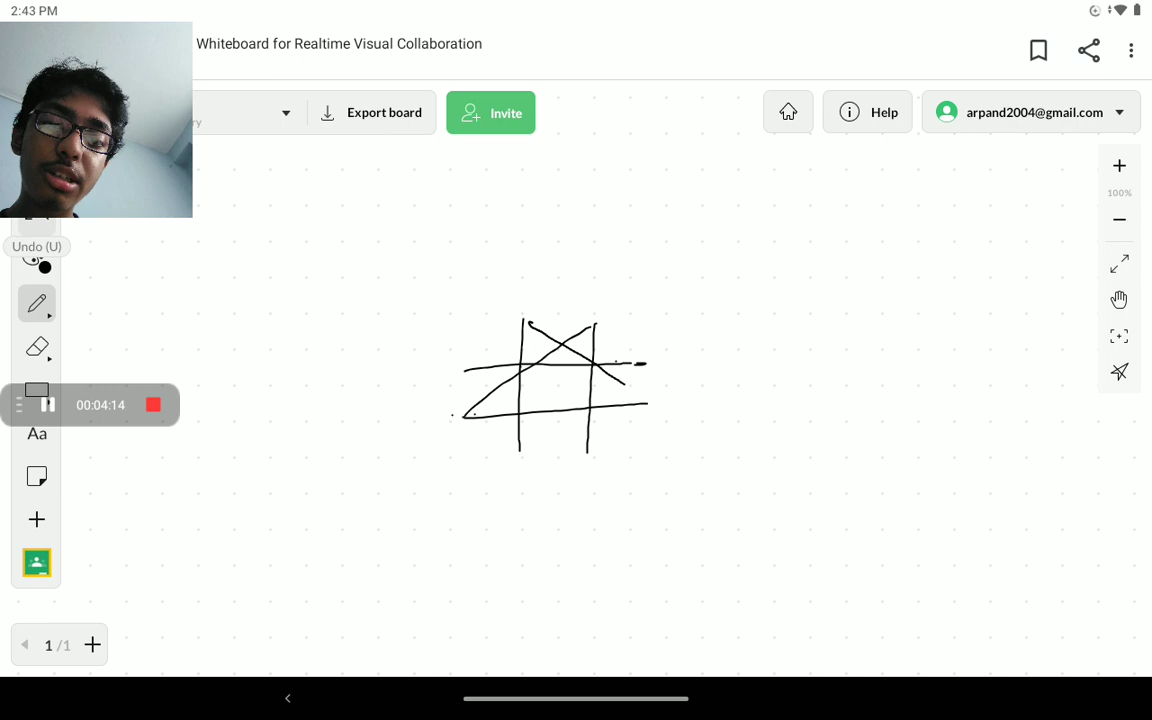 2:43 PM
Whiteboard for Realtime Visual Collaboration
Export board
Invite
Help
arpand2004@gmail.com
100%
Undo (U)
00:04:14
Aa
1 /1